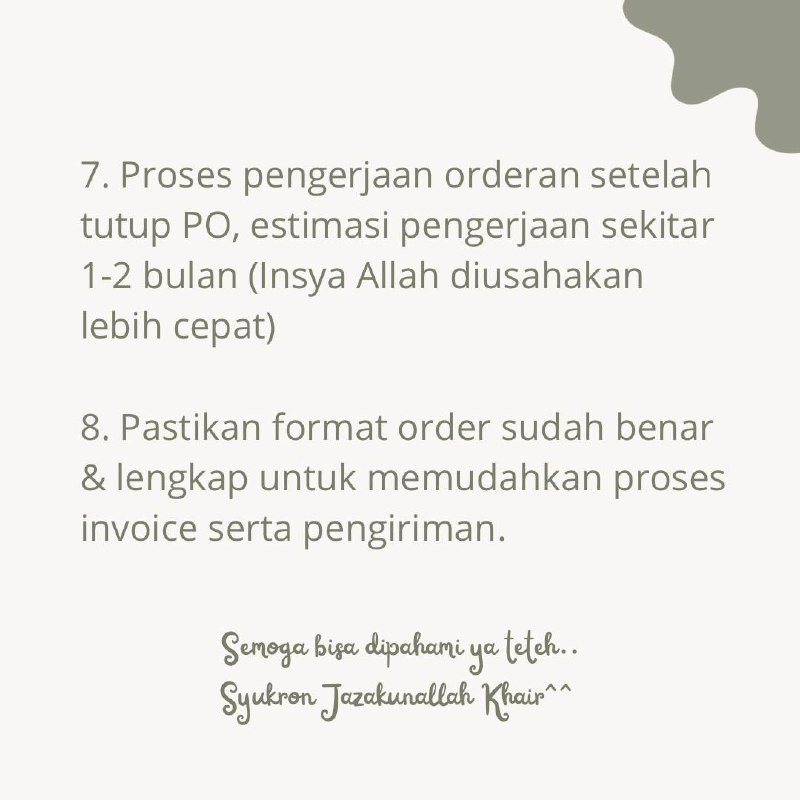 7. Proses pengerjaan orderan setelah
tutup PO, estimasi pengerjaan sekitar
1-2 bulan (Insya Allah diusahakan
lebih cepat)
8. Pastikan format order sudah benar
& lengkap untuk memudahkan proses
invoice serta pengiriman.
Semoga bisa dipahami ya teteh..
Syukron Jazakunallah Khair^^